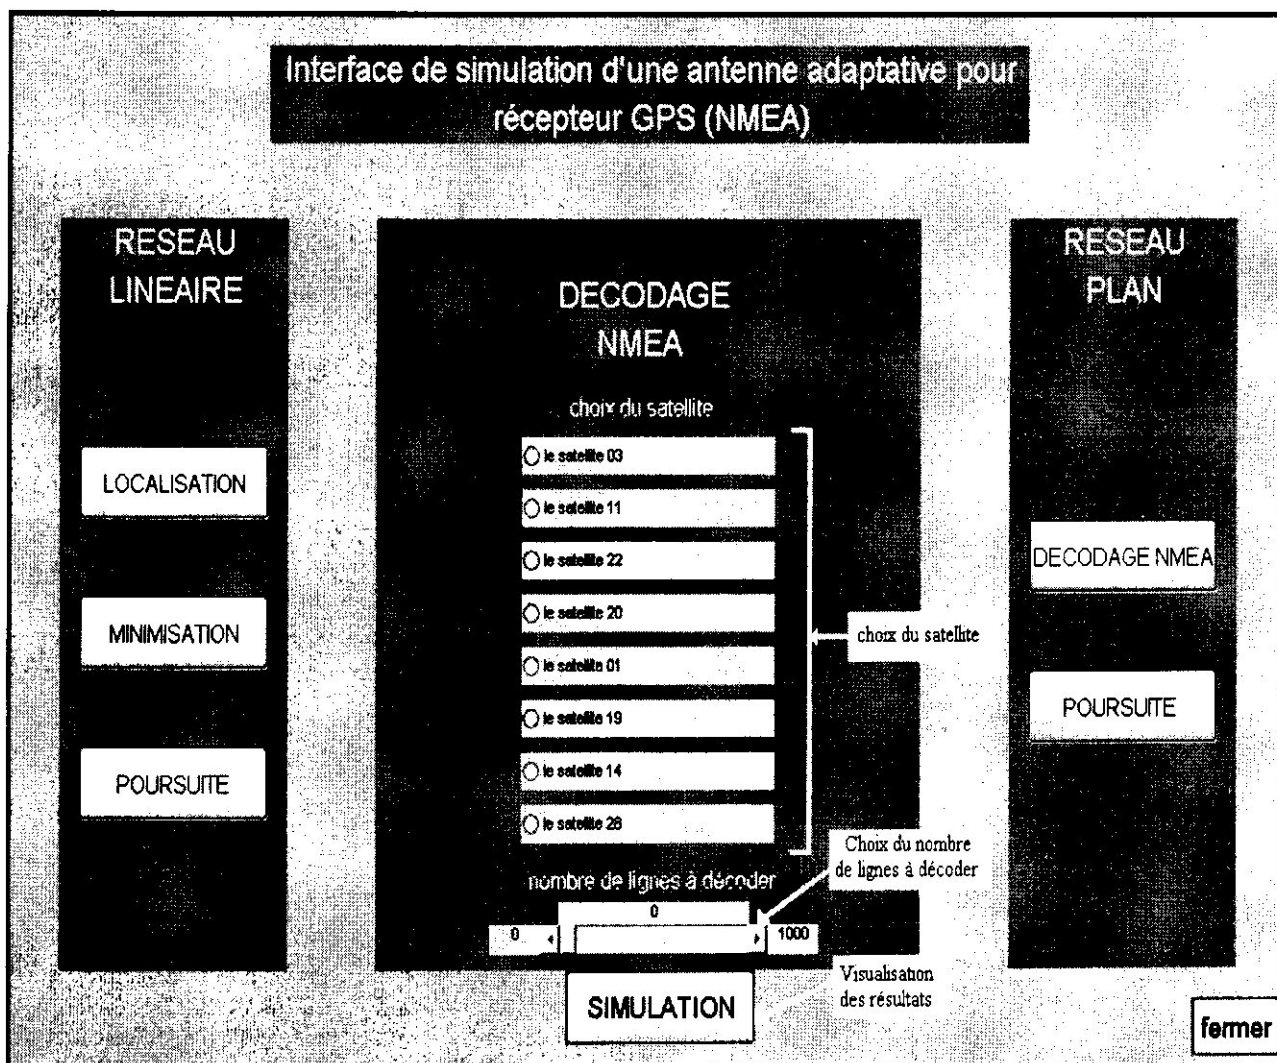 Interface de simulation d'une antenne adaptative pour
récepteur GPS (NMEA)
RESEAU
LINEAIRE
LOCALISATION
MINIMISATION
POURSUITE
DECODAGE
NMEA
choix du satellite
le satellite 03
le satellite 11
le satellite 22
le satellite 20
le satellite 01
le satellite 19
le satellite 14
le satellite 28
choix du satellite
nombre de lignes à décoder
Choix du nombre
de lignes à décoder
0
0
1000
SIMULATION
Visualisation
des résultats
RESEAU
PLAN
DECODAGE NMEA
POURSUITE
fermer